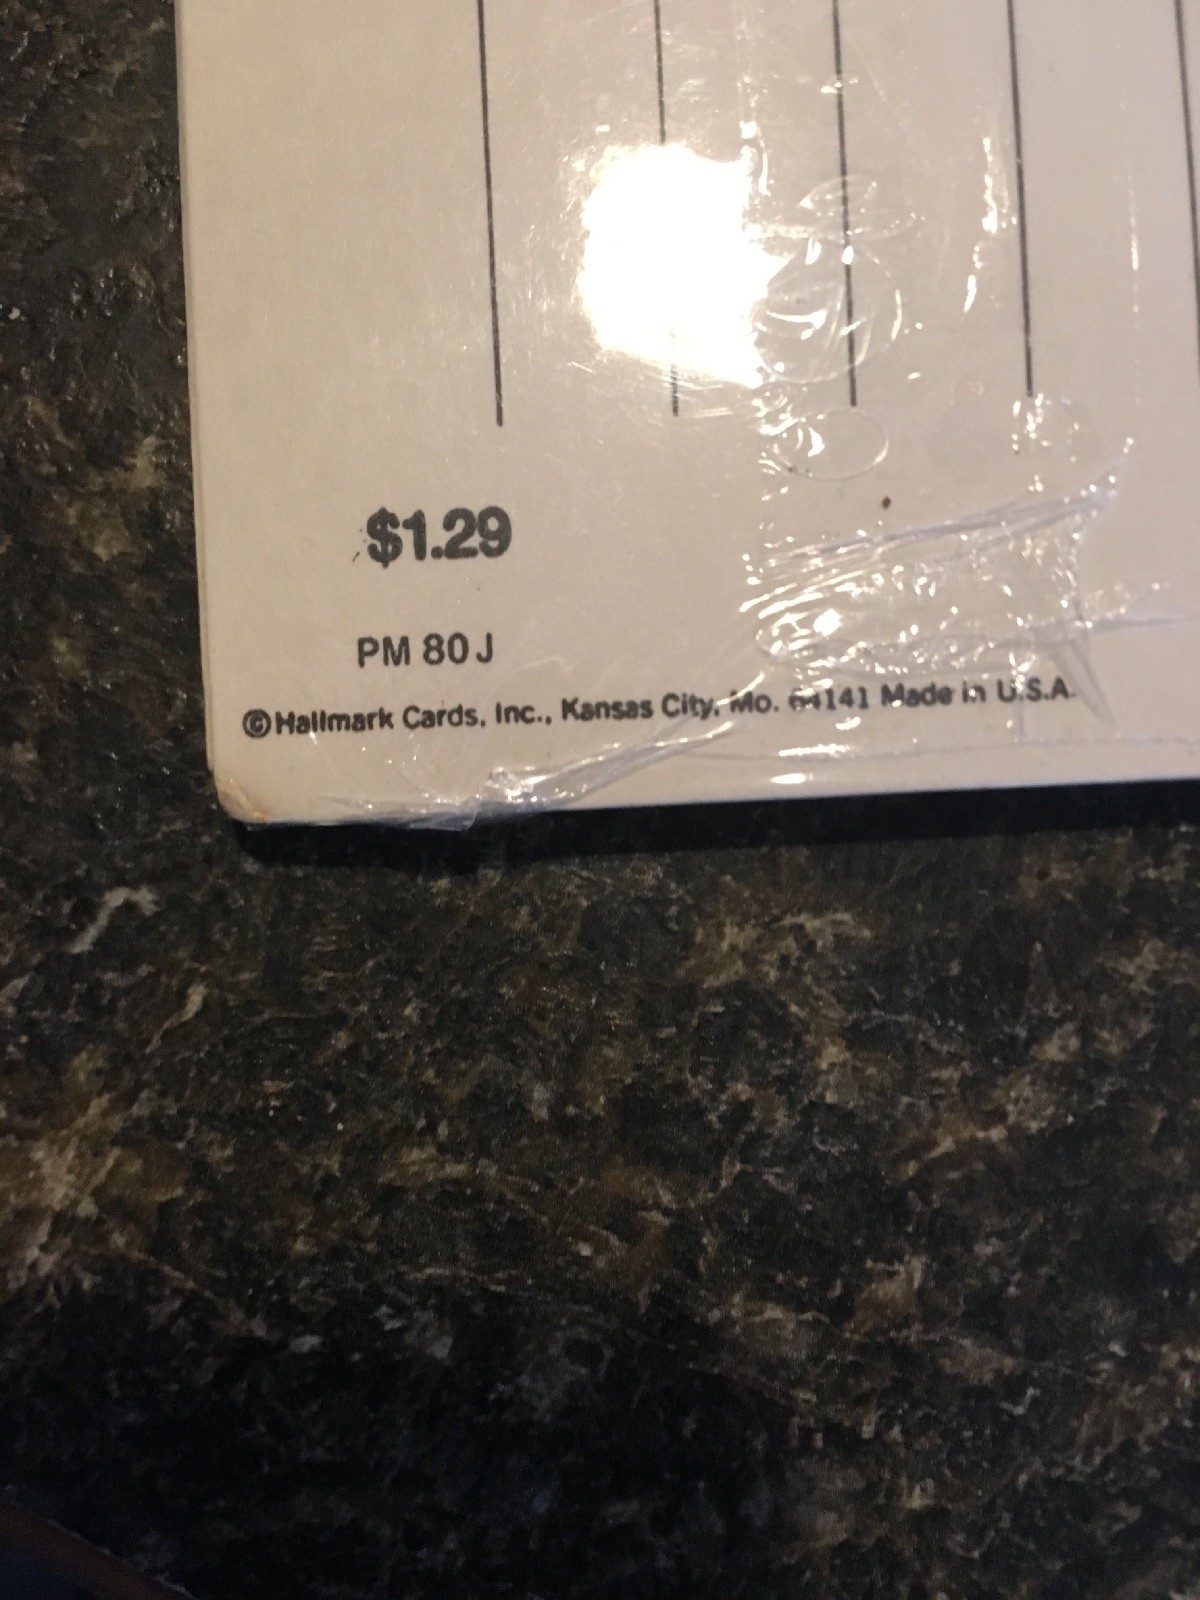 $1.29
PM 80 J
© Hallmark Cards, Inc., Kansas City, Mo. 64141 Made in U.S.A.